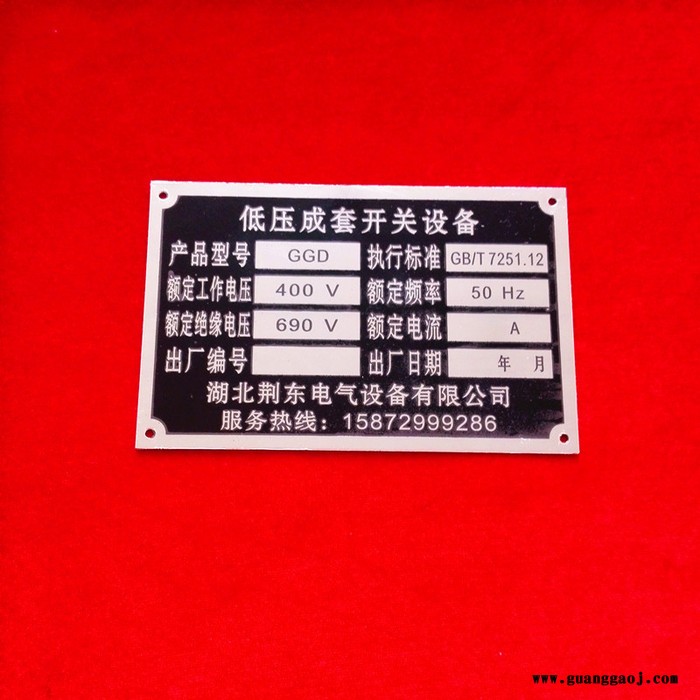 低压成套开关设备
产品型号 GGD 执行标准 GB/T 7251.12
额定工作电压 400 V 额定频率 50 Hz
额定绝缘电压 690 V 额定电流 A
出厂编号 出厂日期 年 月
湖北荆东电气设备有限公司
服务热线：15872999286
www.guanggaoj.com